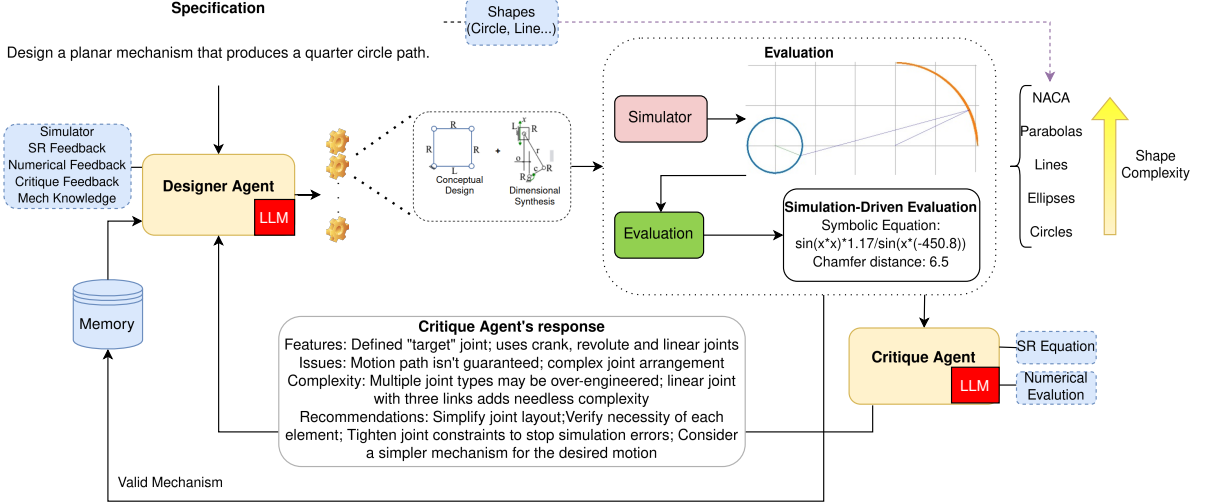 Specification
Shapes
(Circle, Line...)
Design a planar mechanism that produces a quarter circle path.
Simulator
SR Feedback
Numerical Feedback
Critique Feedback
Mech Knowledge
Designer Agent
LLM
R
R
R
L
Conceptual
Design
+
x
L
R
r
o
c
R
R
Dimensional
Synthesis
Evaluation
Simulator
Evaluation
Simulation-Driven Evaluation
Symbolic Equation:
sin(x*x)*1.17/sin(x*(-450.8))
Chamfer distance: 6.5
NACA
Parabolas
Lines
Ellipses
Circles
Shape
Complexity
Memory
Critique Agent's response
Features: Defined "target" joint; uses crank, revolute and linear joints
Issues: Motion path isn't guaranteed; complex joint arrangement
Complexity: Multiple joint types may be over-engineered; linear joint
with three links adds needless complexity
Recommendations: Simplify joint layout;Verify necessity of each
element; Tighten joint constraints to stop simulation errors; Consider
a simpler mechanism for the desired motion
Critique Agent
LLM
SR Equation
Numerical
Evalution
Valid Mechanism